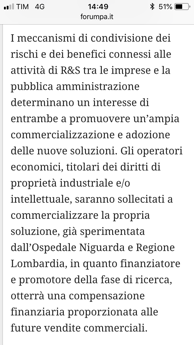 TIM 4G 14:49 51%
forumpa.it
I meccanismi di condivisione dei
rischi e dei benefici connessi alle
attività di R&S tra le imprese e la
pubblica amministrazione
determinano un interesse di
entrambe a promuovere un'ampia
commercializzazione e adozione
delle nuove soluzioni. Gli operatori
economici, titolari dei diritti di
proprietà industriale e/o
intellettuale, saranno sollecitati a
commercializzare la propria
soluzione, già sperimentata
dall'Ospedale Niguarda e Regione
Lombardia, in quanto finanziatore
e promotore della fase di ricerca,
otterrà una compensazione
finanziaria proporzionata alle
future vendite commerciali.